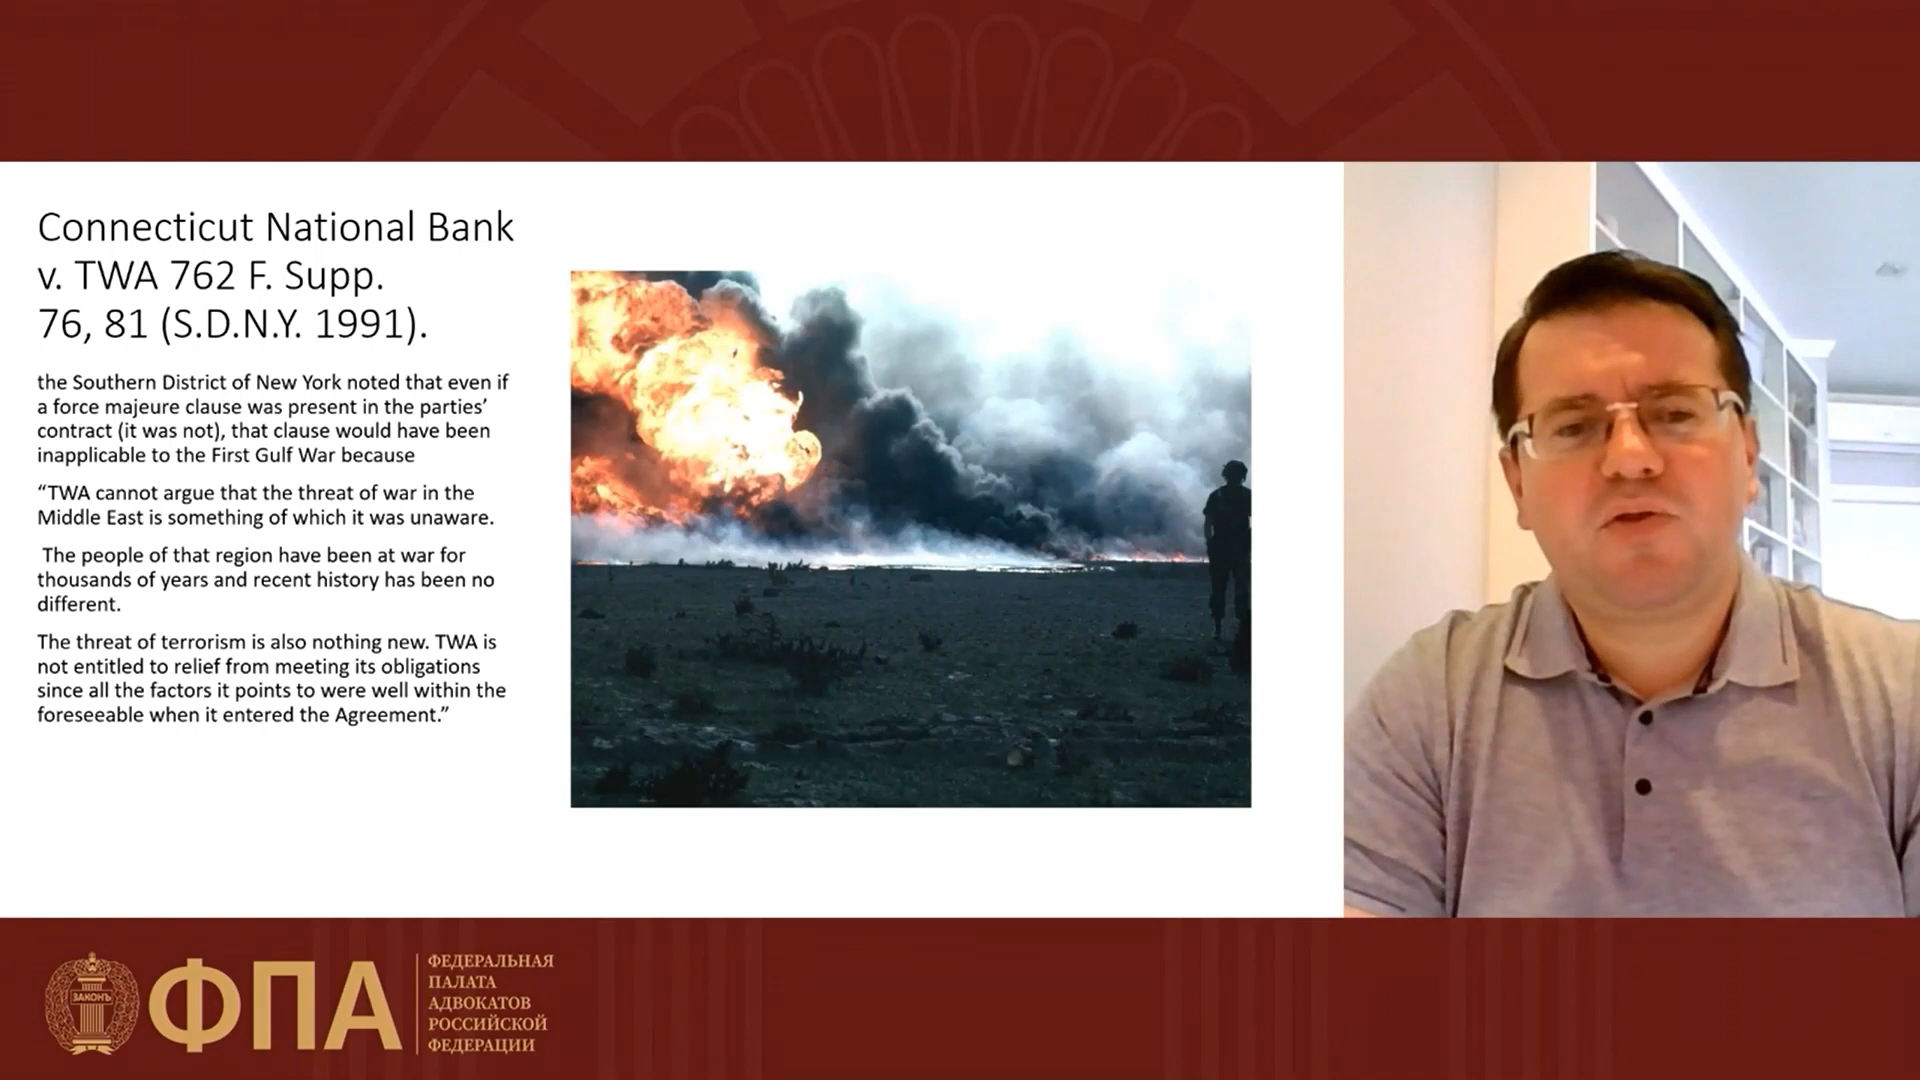 Connecticut National Bank
v. TWA 762 F. Supp.
76, 81 (S.D.N.Y. 1991).
the Southern District of New York noted that even if
a force majeure clause was present in the parties’
contract (it was not), that clause would have been
inapplicable to the First Gulf War because
“TWA cannot argue that the threat of war in the
Middle East is something of which it was unaware.
The people of that region have been at war for
thousands of years and recent history has been no
different.
The threat of terrorism is also nothing new. TWA is
not entitled to relief from meeting its obligations
since all the factors it points to were well within the
foreseeable when it entered the Agreement.”
ЗАКОНЪ
ФПА
ФЕДЕРАЛЬНАЯ
ПАЛАТА
АДВОКАТОВ
РОССИЙСКОЙ
ФЕДЕРАЦИИ